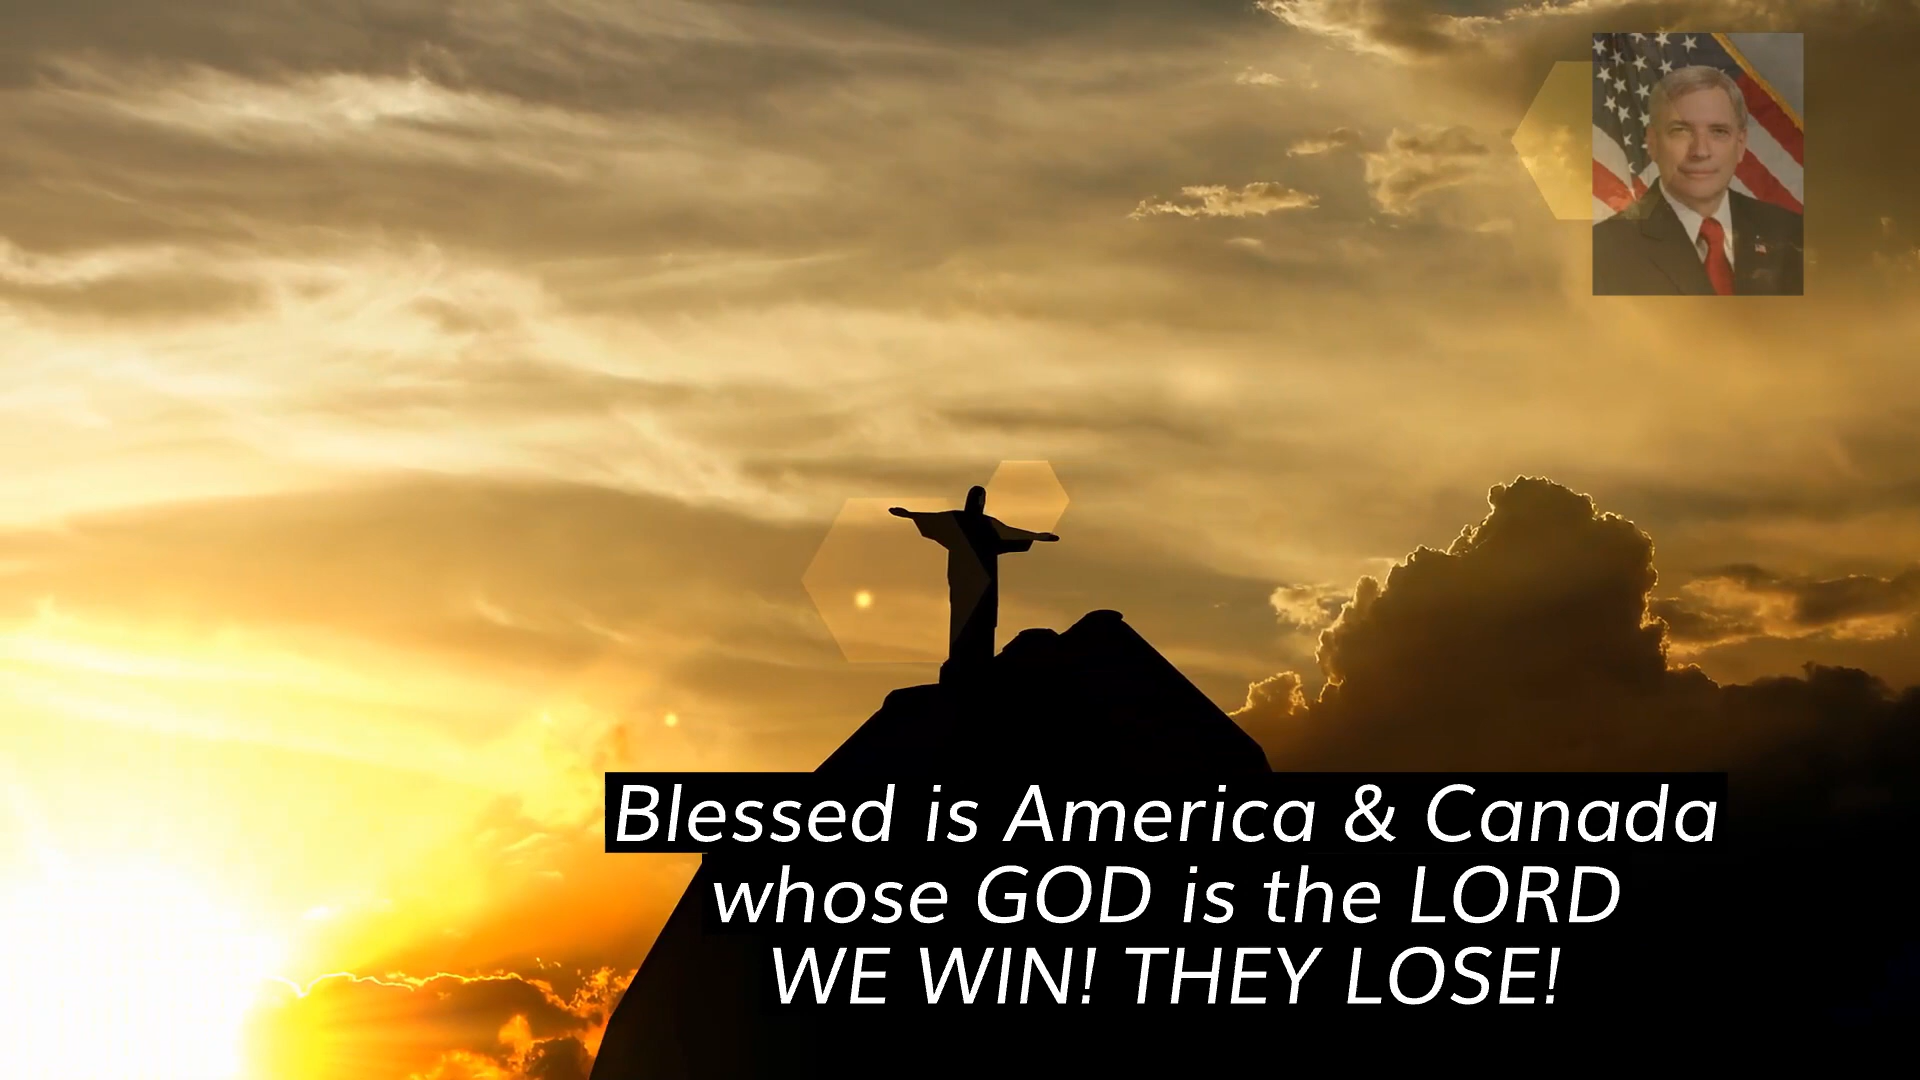 Blessed is America & Canada
whose GOD is the LORD
WE WIN! THEY LOSE!